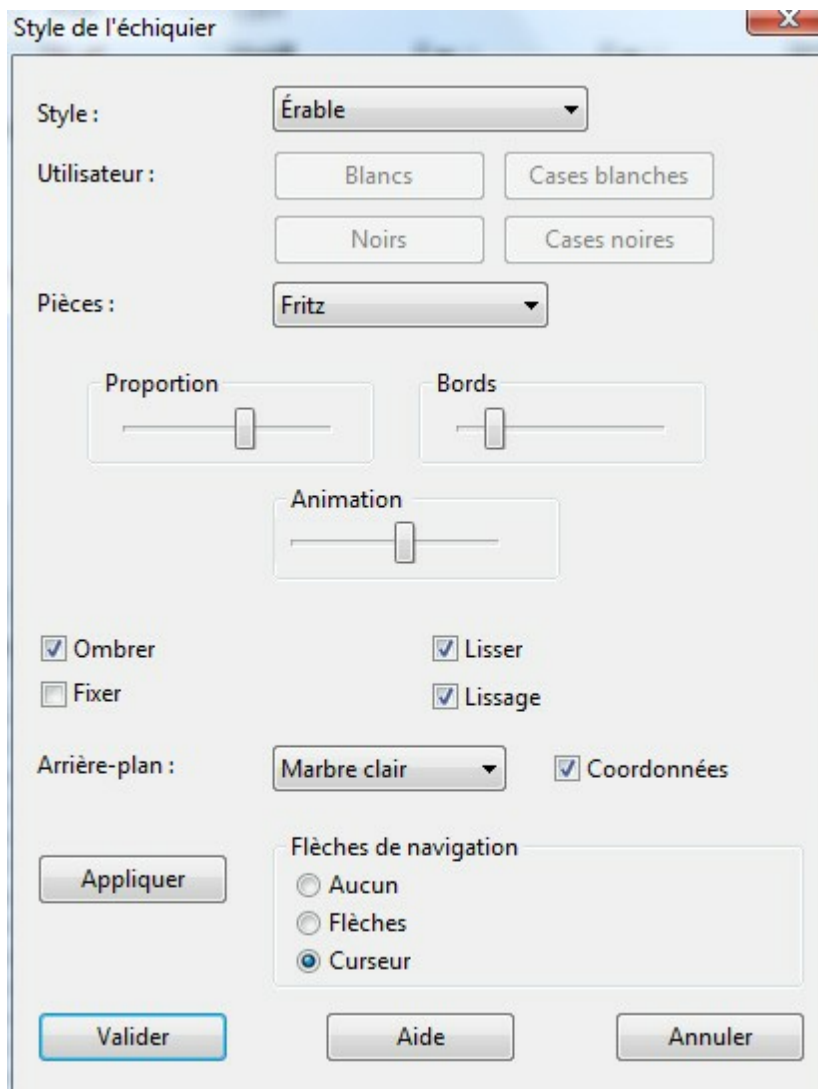 Style de l'échiquier
Style :
Érable
Utilisateur :
Blancs
Cases blanches
Noirs
Cases noires
Pièces :
Fritz
Proportion
Bords
Animation
Ombrer
Lisser
Fixer
Lissage
Arrière-plan :
Marbre clair
Coordonnées
Appliquer
Flèches de navigation
Aucun
Flèches
Curseur
Valider
Aide
Annuler